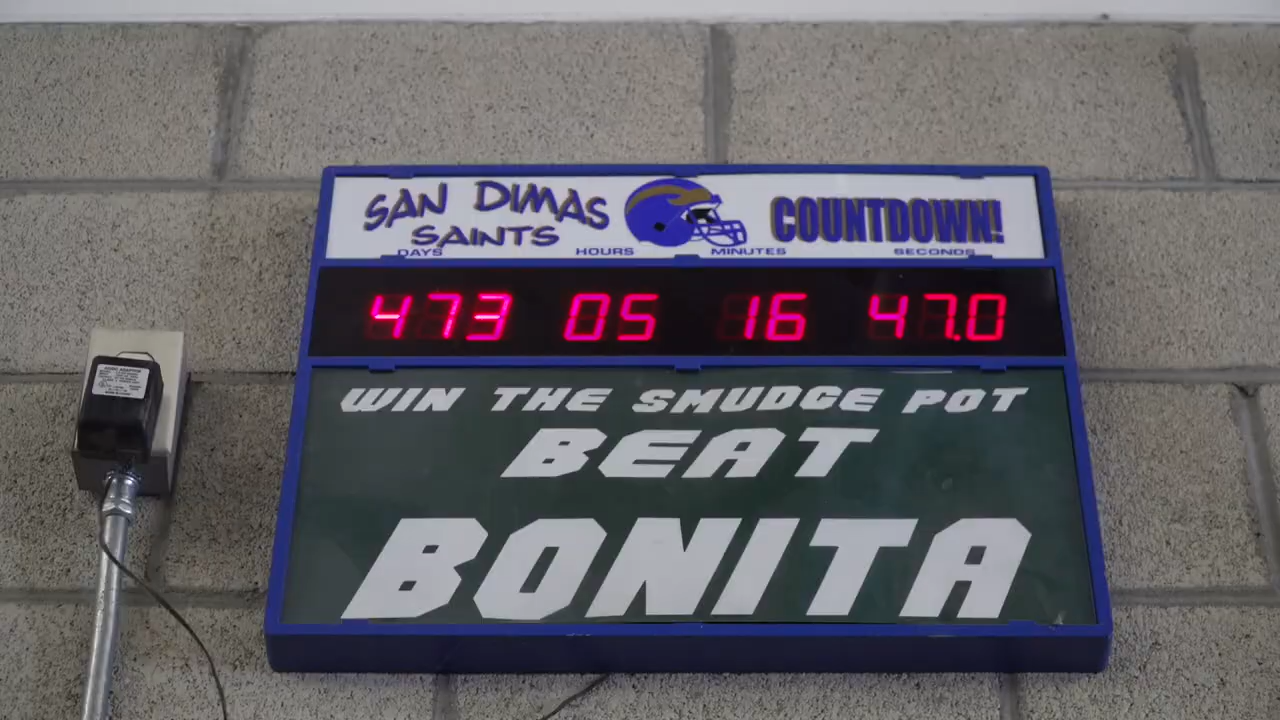 SAN DIMAS
SAINTS
COUNTDOWN!
DAYS HOURS MINUTES SECONDS
473 05 16 47.0
WIN THE SMUDGE POT
BEAT
BONITA